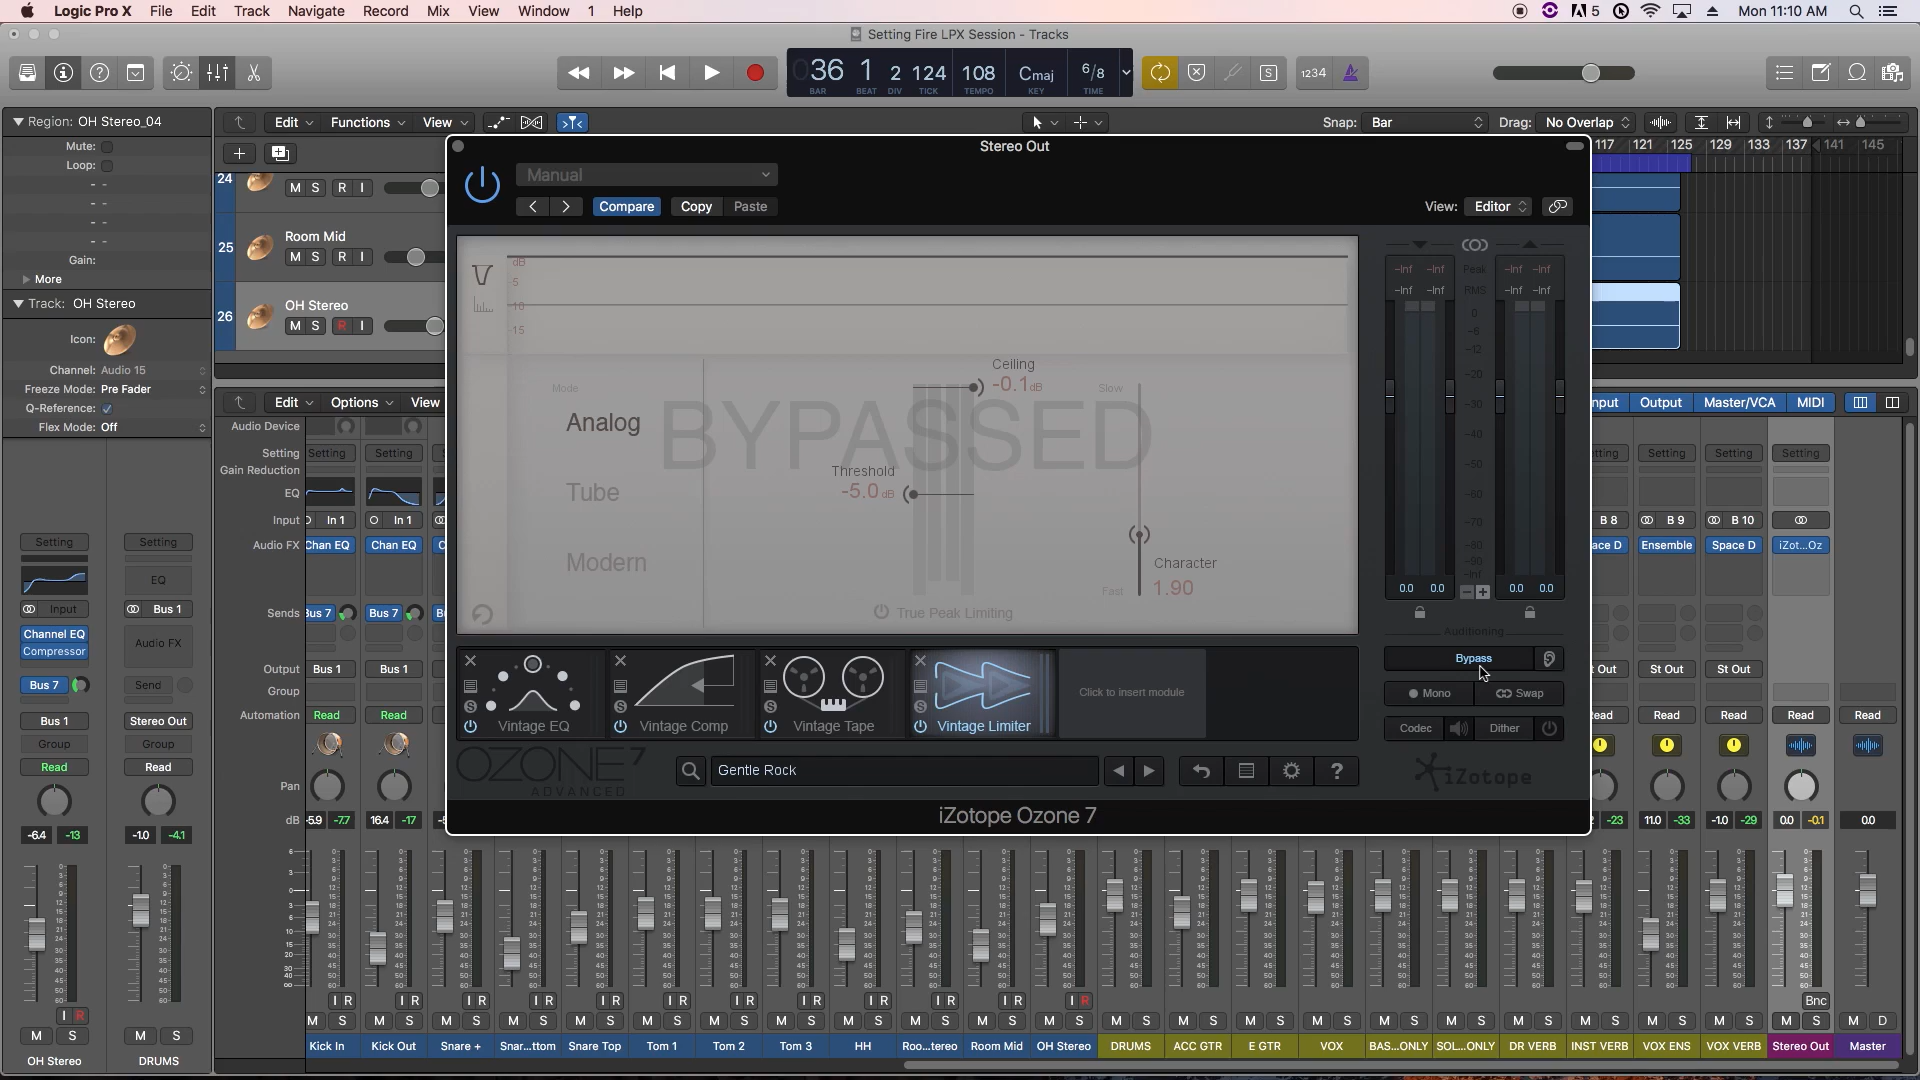 Logic Pro X File Edit Track Navigate Record Mix View Window 1 Help
5 Mon 11:10 AM
Setting Fire LPX Session - Tracks
036 1 2 124 108 Cmaj 6/8
BAR BEAT DIV TICK TEMPO KEY TIME
S 1234
Region: OH Stereo_04
Edit Functions View
Snap: Bar Drag: No Overlap
Mute:
Loop:
Gain:
More
Track: OH Stereo
Icon:
Channel: Audio 15
Freeze Mode: Pre Fader
Q-Reference:
Flex Mode: Off
24
M S R I
25
Room Mid
M S R I
26
OH Stereo
M S R I
117 121 125 129 133 137 141 145
Stereo Out
Manual
Compare Copy Paste
View: Editor
dB
-5
-10
-15
Mode
Analog
Tube
Modern
BYPASSED
Ceiling
-0.1dB
Threshold
-5.0 dB
Slow
Fast
Character
1.90
True Peak Limiting
-Inf -Inf Peak -Inf -Inf
-Inf -Inf RMS -Inf -Inf
0
-6
-12
-20
-30
-40
-50
-60
-70
-80
-90
-Inf
0.0 0.0 0.0 0.0
Auditioning
Bypass
Mono Swap
Codec Dither
Vintage EQ
Vintage Comp
Vintage Tape
Vintage Limiter
Click to insert module
OZONE 7
ADVANCED
Gentle Rock
?
iZotope
iZotope Ozone 7
Edit Options View
nput Output Master/VCA MIDI
Audio Device
Setting
Gain Reduction
EQ
Input
Audio FX
Sends
Output
Group
Automation
Pan
dB
Setting Setting
In 1 In 1
Chan EQ Chan EQ
Bus 7 Bus 7
Bus 1 Bus 1
Read Read
5.9 -7.7 16.4 -17
tting Setting Setting Setting
B 8 B 9 B 10
ace D Ensemble Space D iZot...Oz
t Out St Out St Out
ead Read Read Read Read
-23 11.0 -33 -1.0 -29 0.0 -0.1 0.0
Setting Setting
EQ
Input Bus 1
Channel EQ
Compressor
Audio FX
Bus 7 Send
Bus 1 Stereo Out
Group Group
Read Read
-6.4 -13 -1.0 -4.1
I R
M S M S
OH Stereo DRUMS
I R I R I R I R I R I R I R I R I R I R I R I R Bnc
M S M S M S M S M S M S M S M S M S M S M S M S M S M S M S M S M S M S M S M S M S M S M S M D
Kick In Kick Out Snare + Snar...ttom Snare Top Tom 1 Tom 2 Tom 3 HH Roo...tereo Room Mid OH Stereo DRUMS ACC GTR E GTR VOX BAS...ONLY SOL...ONLY DR VERB INST VERB VOX ENS VOX VERB Stereo Out Master